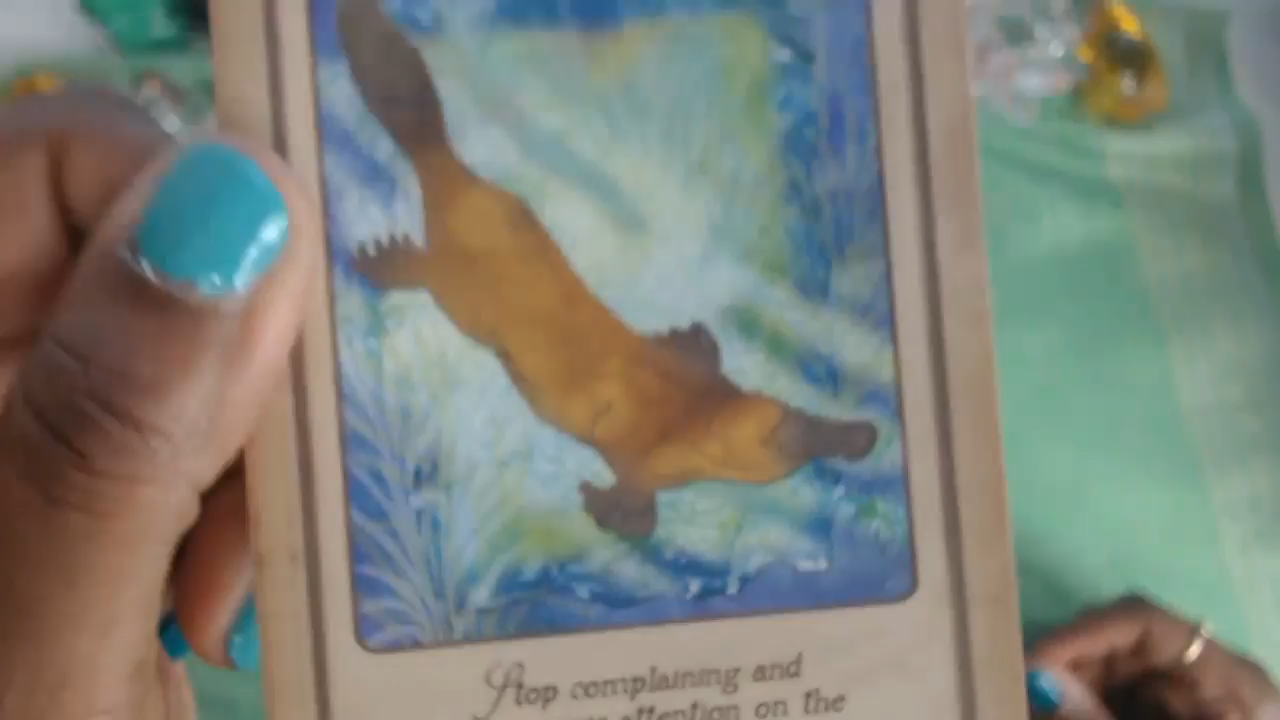 Stop complaining and
attention on the